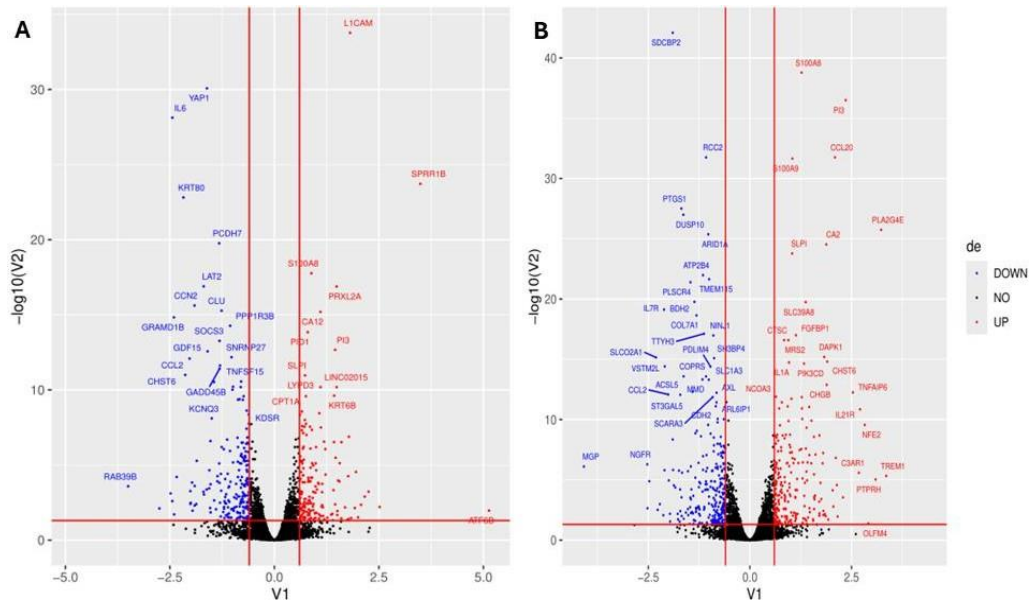 A
L1CAM
30
YAP1
IL6
SPRR1B
KRT80
20
PCDH7
S100A8
LAT2
PRXL2A
CCN2
CLU
PPP1R3B
CA12
GRAMD1B
SOCS3
PI3
GDF15
SNRNP27
SLPI
CCL2
TNFSF15
LINC02015
CHST6
LYPD3
10
GADD45B
CPT1A
KRT6B
KCNQ3
KDSR
RAB39B
ATF6B
0
-5.0 -2.5 0.0 2.5 5.0
V1
-log10(V2)
B
SDCBP2
40
S100A8
PI3
RCC2
CCL20
S100A9
30
PTGS1
DUSP10
PLA2G4E
CA2
ARID1A
SLPI
ATP2B4
PLSCR4
TMEM115
20
IL7R
BDH2
SLC39A8
COL7A1
NINJ1
CTSC
FGFBP1
TTYH3
PDLIM4
SH3BP4
MRS2
DAPK1
SLCO2A1
VSTM2L
COPRS
SLC1A3
IL1A
PIK3CD
CHST6
CCL2
ACSL5
MMD
AXL
NCOA3
CHGB
TNFAIP6
ST3GAL5
ARL6IP1
IL21R
SCARA3
CDH2
10
NFE2
MGP
NGFR
C3AR1
TREM1
PTPRH
OLFM4
0
-2.5 0.0 2.5
V1
-log10(V2)
de
DOWN
NO
UP